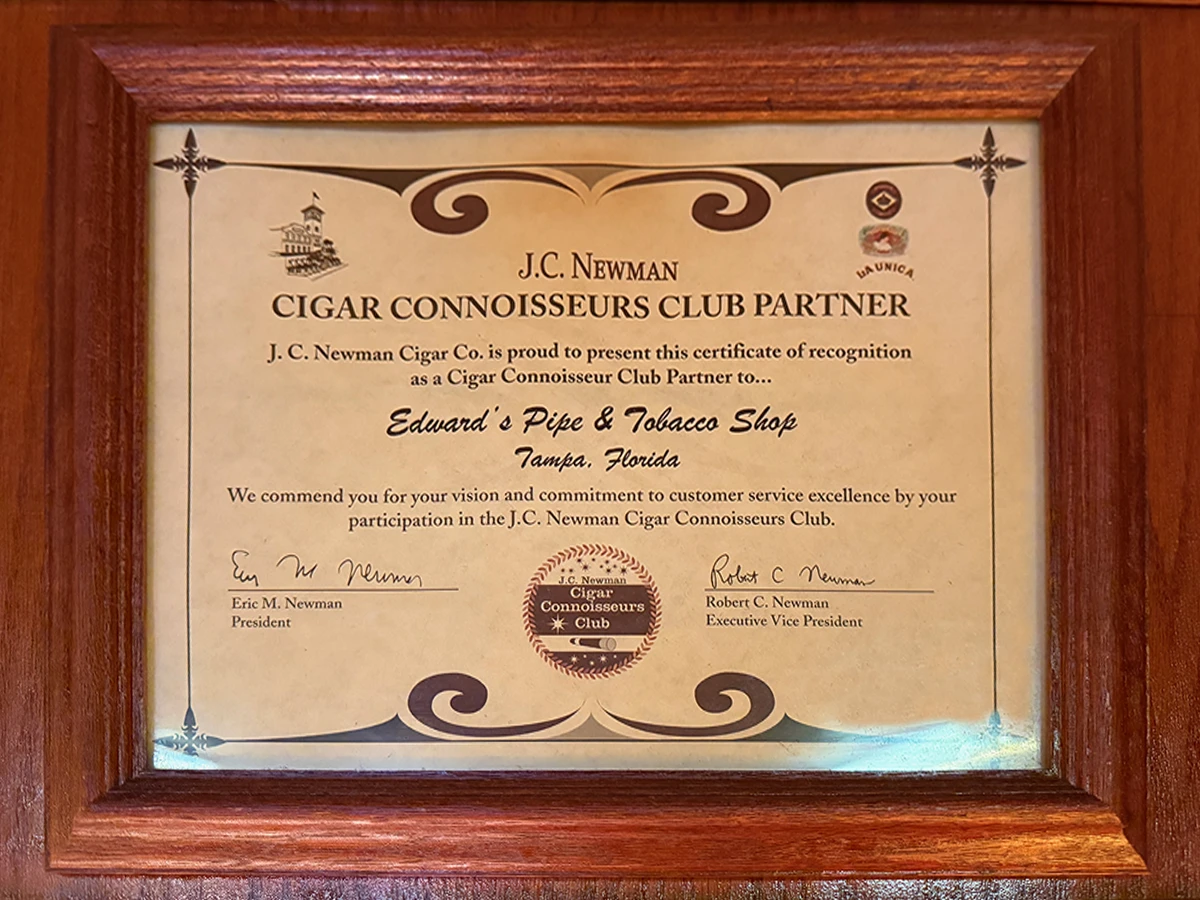 LA UNICA
J.C. NEWMAN
CIGAR CONNOISSEURS CLUB PARTNER
J. C. Newman Cigar Co. is proud to present this certificate of recognition
as a Cigar Connoisseur Club Partner to...
Edward's Pipe & Tobacco Shop
Tampa, Florida
We commend you for your vision and commitment to customer service excellence by your
participation in the J.C. Newman Cigar Connoisseurs Club.
Eric M Newman
Eric M. Newman
President
J.C. Newman
Cigar
Connoisseurs
Club
Robert C Newman
Robert C. Newman
Executive Vice President